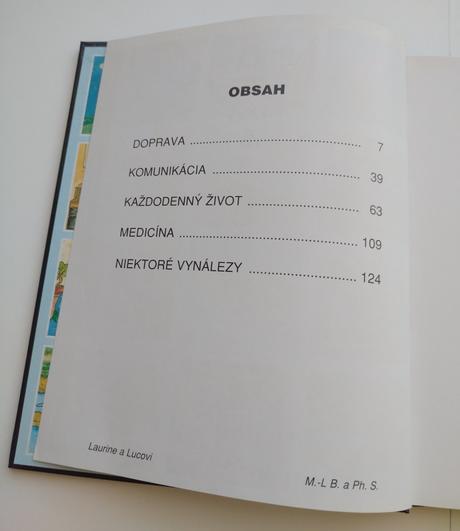 OBSAH
DOPRAVA ........................................................ 7
KOMUNIKÁCIA ................................................ 39
KAŽDODENNÝ ŽIVOT .................................... 63
MEDICÍNA ...................................................... 109
NIEKTORÉ VYNÁLEZY .................................. 124
Laurine a Lucovi
M.-L B. a Ph. S.